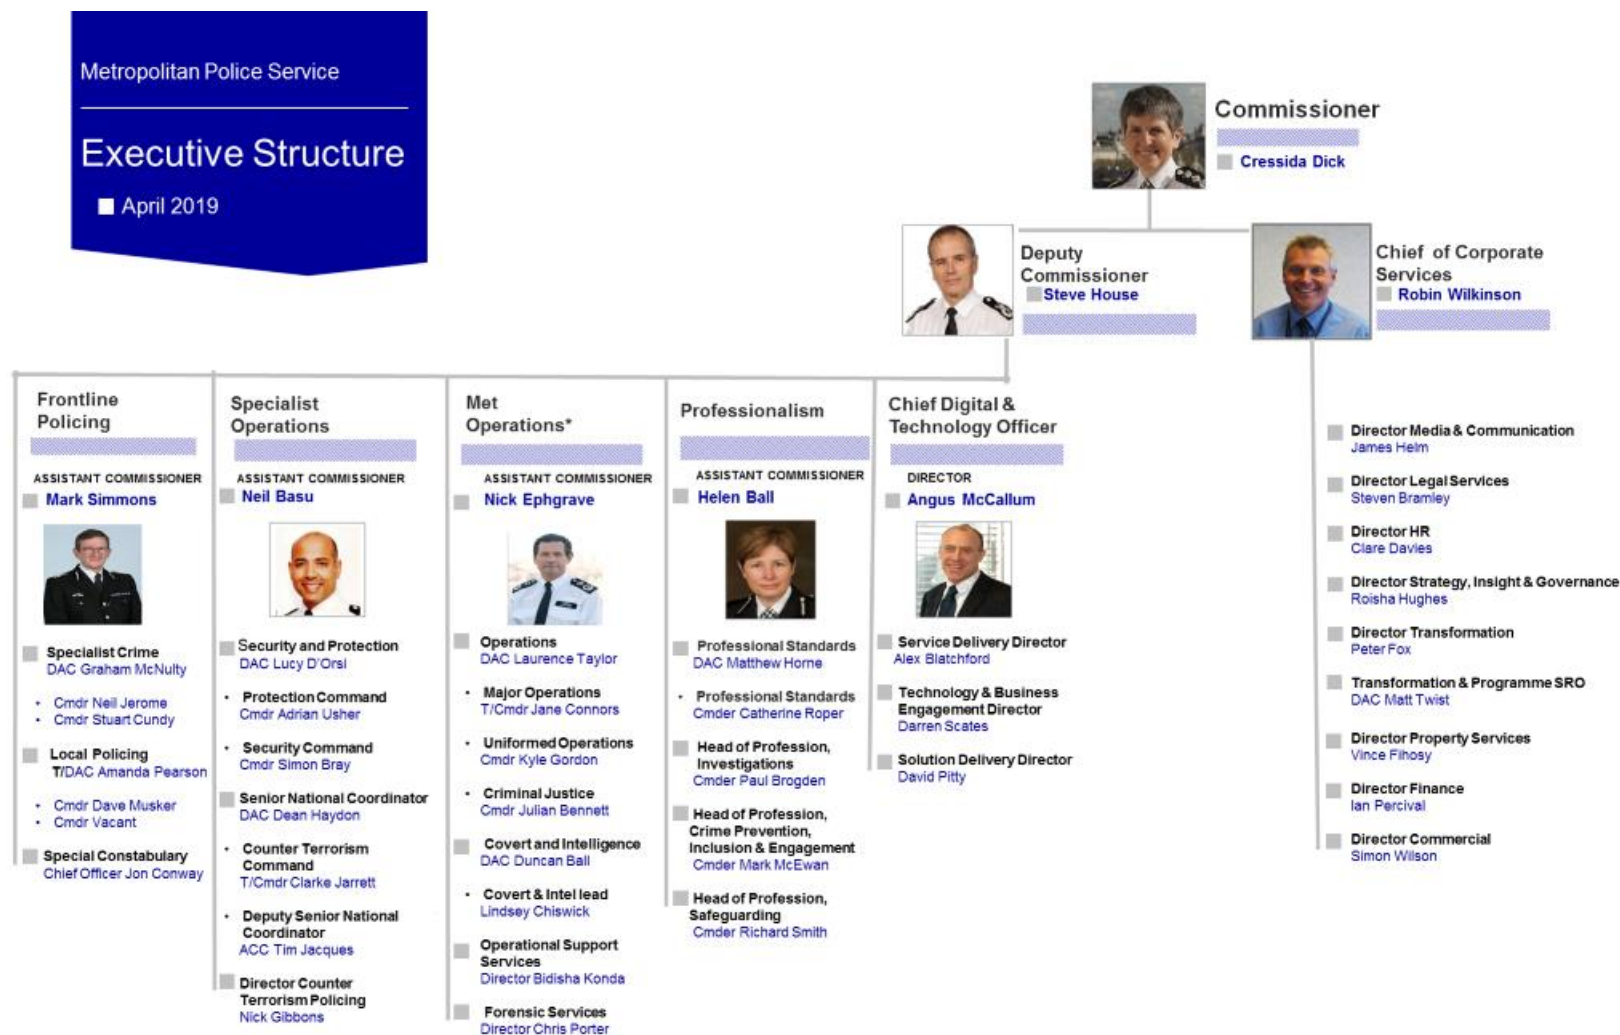 Metropolitan Police Service
Executive Structure
April 2019
Commissioner
Cressida Dick
Deputy
Commissioner
Steve House
Chief of Corporate
Services
Robin Wilkinson
Frontline
Policing
ASSISTANT COMMISSIONER
Mark Simmons
Specialist Crime
DAC Graham McNulty
• Cmdr Neil Jerome
• Cmdr Stuart Cundy
Local Policing
T/DAC Amanda Pearson
• Cmdr Dave Musker
• Cmdr Vacant
Special Constabulary
Chief Officer Jon Conway
Specialist
Operations
ASSISTANT COMMISSIONER
Neil Basu
Security and Protection
DAC Lucy D'Orsi
• Protection Command
Cmdr Adrian Usher
• Security Command
Cmdr Simon Bray
Senior National Coordinator
DAC Dean Haydon
• Counter Terrorism
Command
T/Cmdr Clarke Jarrett
• Deputy Senior National
Coordinator
ACC Tim Jacques
Director Counter
Terrorism Policing
Nick Gibbons
Met
Operations*
ASSISTANT COMMISSIONER
Nick Ephgrave
Operations
DAC Laurence Taylor
• Major Operations
T/Cmdr Jane Connors
• Uniformed Operations
Cmdr Kyle Gordon
• Criminal Justice
Cmdr Julian Bennett
Covert and Intelligence
DAC Duncan Ball
• Covert & Intel lead
Lindsey Chiswick
Operational Support
Services
Director Bidisha Konda
Forensic Services
Director Chris Porter
Professionalism
ASSISTANT COMMISSIONER
Helen Ball
Professional Standards
DAC Matthew Horne
• Professional Standards
Cmder Catherine Roper
Head of Profession,
Investigations
Cmder Paul Brogden
Head of Profession,
Crime Prevention,
Inclusion & Engagement
Cmder Mark McEwan
Head of Profession,
Safeguarding
Cmder Richard Smith
Chief Digital &
Technology Officer
DIRECTOR
Angus McCallum
Service Delivery Director
Alex Blatchford
Technology & Business
Engagement Director
Darren Scates
Solution Delivery Director
David Pitty
Director Media & Communication
James Helm
Director Legal Services
Steven Bramley
Director HR
Clare Davies
Director Strategy, Insight & Governance
Roisha Hughes
Director Transformation
Peter Fox
Transformation & Programme SRO
DAC Matt Twist
Director Property Services
Vince Fihosy
Director Finance
Ian Percival
Director Commercial
Simon Wilson